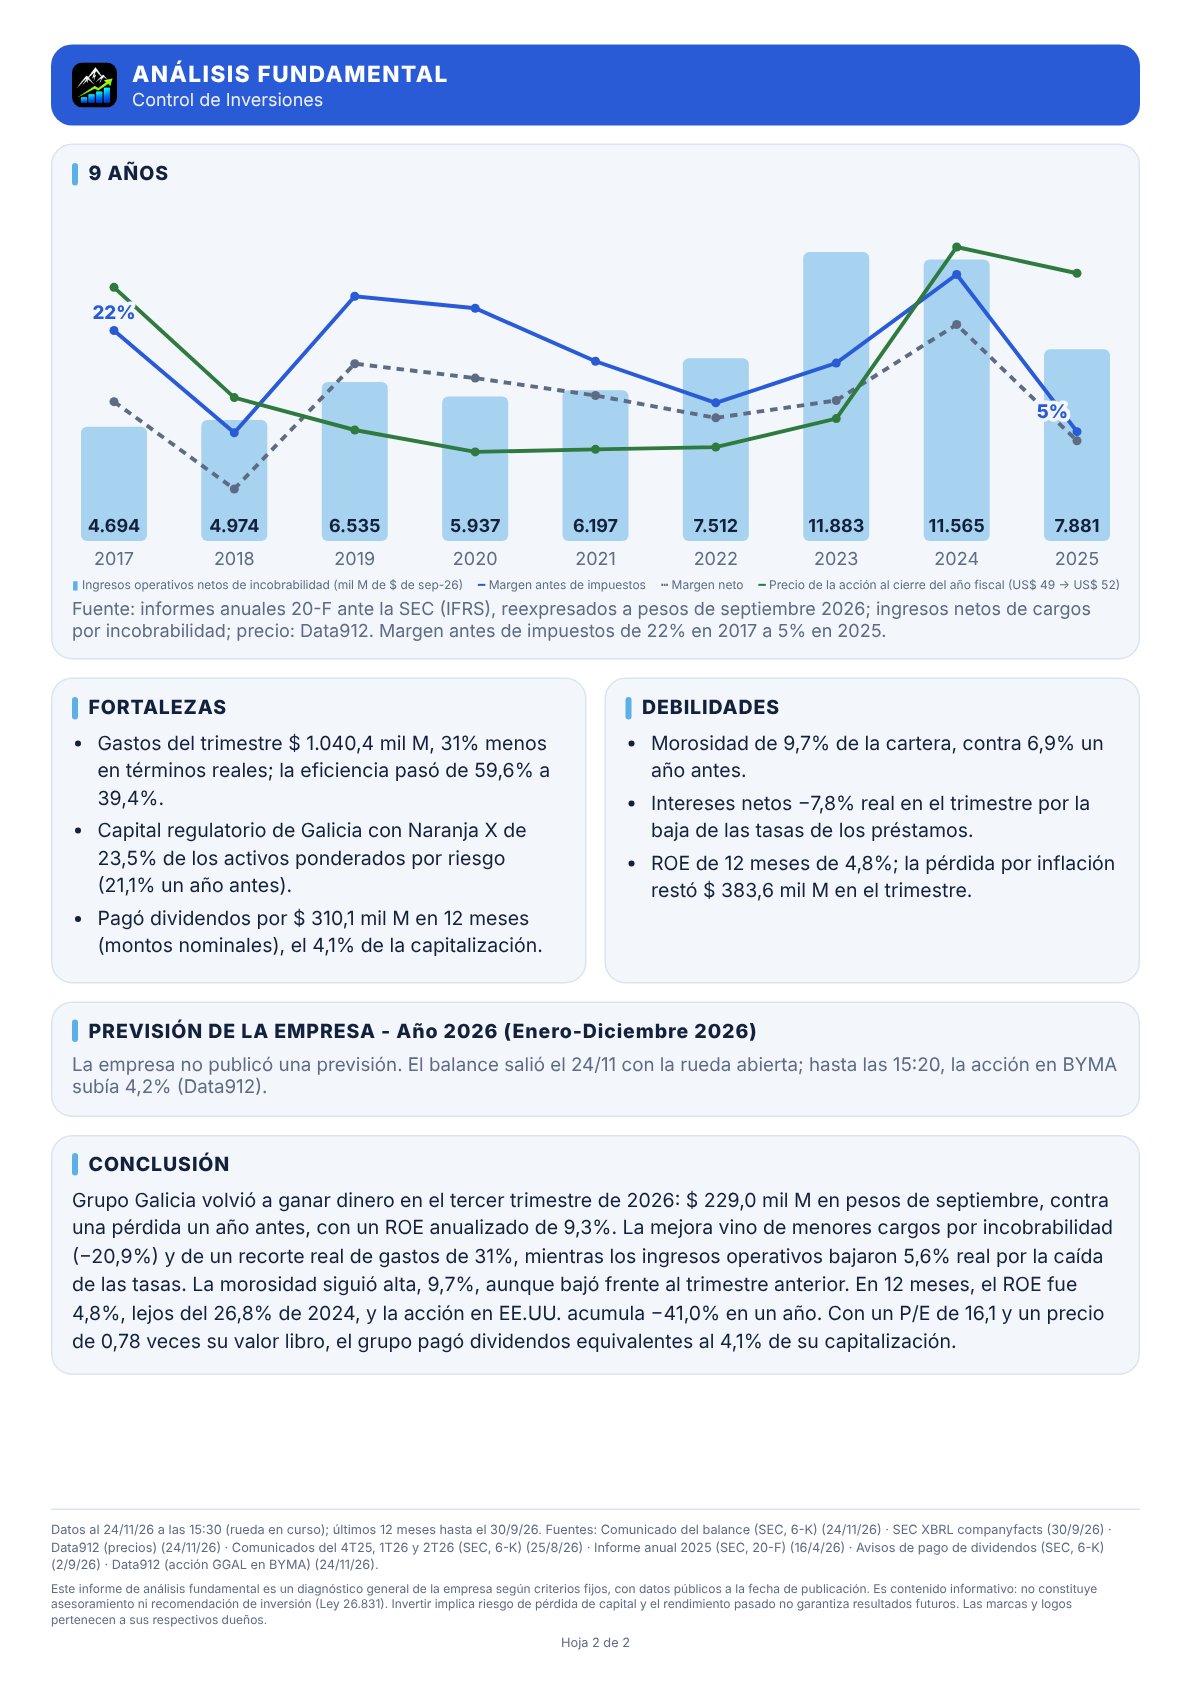 ANÁLISIS FUNDAMENTAL
Control de Inversiones
9 AÑOS
22%
5%
4.694 4.974 6.535 5.937 6.197 7.512 11.883 11.565 7.881
2017 2018 2019 2020 2021 2022 2023 2024 2025
Ingresos operativos netos de incobrabilidad (mil M de $ de sep-26) Margen antes de impuestos Margen neto Precio de la acción al cierre del año fiscal (US$ 49 → US$ 52)
Fuente: informes anuales 20-F ante la SEC (IFRS), reexpresados a pesos de septiembre 2026; ingresos netos de cargos
por incobrabilidad; precio: Data912. Margen antes de impuestos de 22% en 2017 a 5% en 2025.
FORTALEZAS
• Gastos del trimestre $ 1.040,4 mil M, 31% menos
en términos reales; la eficiencia pasó de 59,6% a
39,4%.
• Capital regulatorio de Galicia con Naranja X de
23,5% de los activos ponderados por riesgo
(21,1% un año antes).
• Pagó dividendos por $ 310,1 mil M en 12 meses
(montos nominales), el 4,1% de la capitalización.
DEBILIDADES
• Morosidad de 9,7% de la cartera, contra 6,9% un
año antes.
• Intereses netos −7,8% real en el trimestre por la
baja de las tasas de los préstamos.
• ROE de 12 meses de 4,8%; la pérdida por inflación
restó $ 383,6 mil M en el trimestre.
PREVISIÓN DE LA EMPRESA - Año 2026 (Enero-Diciembre 2026)
La empresa no publicó una previsión. El balance salió el 24/11 con la rueda abierta; hasta las 15:20, la acción en BYMA
subía 4,2% (Data912).
CONCLUSIÓN
Grupo Galicia volvió a ganar dinero en el tercer trimestre de 2026: $ 229,0 mil M en pesos de septiembre, contra
una pérdida un año antes, con un ROE anualizado de 9,3%. La mejora vino de menores cargos por incobrabilidad
(−20,9%) y de un recorte real de gastos de 31%, mientras los ingresos operativos bajaron 5,6% real por la caída
de las tasas. La morosidad siguió alta, 9,7%, aunque bajó frente al trimestre anterior. En 12 meses, el ROE fue
4,8%, lejos del 26,8% de 2024, y la acción en EE.UU. acumula −41,0% en un año. Con un P/E de 16,1 y un precio
de 0,78 veces su valor libro, el grupo pagó dividendos equivalentes al 4,1% de su capitalización.
Datos al 24/11/26 a las 15:30 (rueda en curso); últimos 12 meses hasta el 30/9/26. Fuentes: Comunicado del balance (SEC, 6-K) (24/11/26) · SEC XBRL companyfacts (30/9/26) ·
Data912 (precios) (24/11/26) · Comunicados del 4T25, 1T26 y 2T26 (SEC, 6-K) (25/8/26) · Informe anual 2025 (SEC, 20-F) (16/4/26) · Avisos de pago de dividendos (SEC, 6-K)
(2/9/26) · Data912 (acción GGAL en BYMA) (24/11/26).
Este informe de análisis fundamental es un diagnóstico general de la empresa según criterios fijos, con datos públicos a la fecha de publicación. Es contenido informativo: no constituye
asesoramiento ni recomendación de inversión (Ley 26.831). Invertir implica riesgo de pérdida de capital y el rendimiento pasado no garantiza resultados futuros. Las marcas y logos
pertenecen a sus respectivos dueños.
Hoja 2 de 2